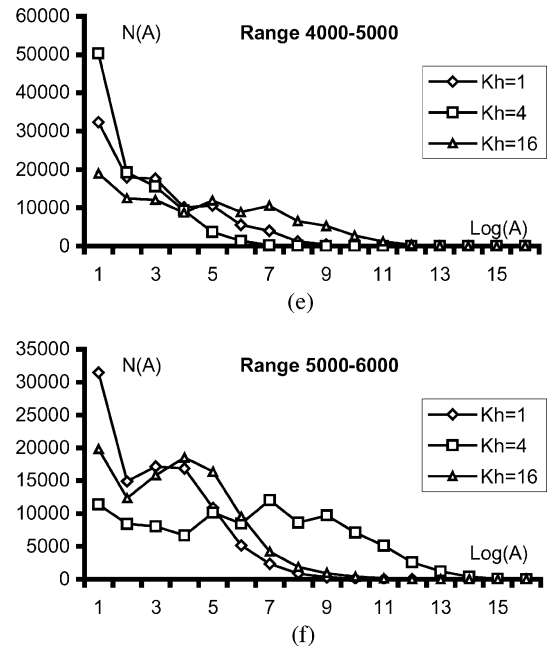 60000
N(A)
Range 4000-5000
50000
Kh=1
40000
Kh=4
30000
Kh=16
20000
10000
Log(A)
0
1 3 5 7 9 11 13 15
(e)
35000
N(A)
Range 5000-6000
30000
25000
Kh=1
20000
Kh=4
15000
Kh=16
10000
5000
Log(A)
0
1 3 5 7 9 11 13 15
(f)